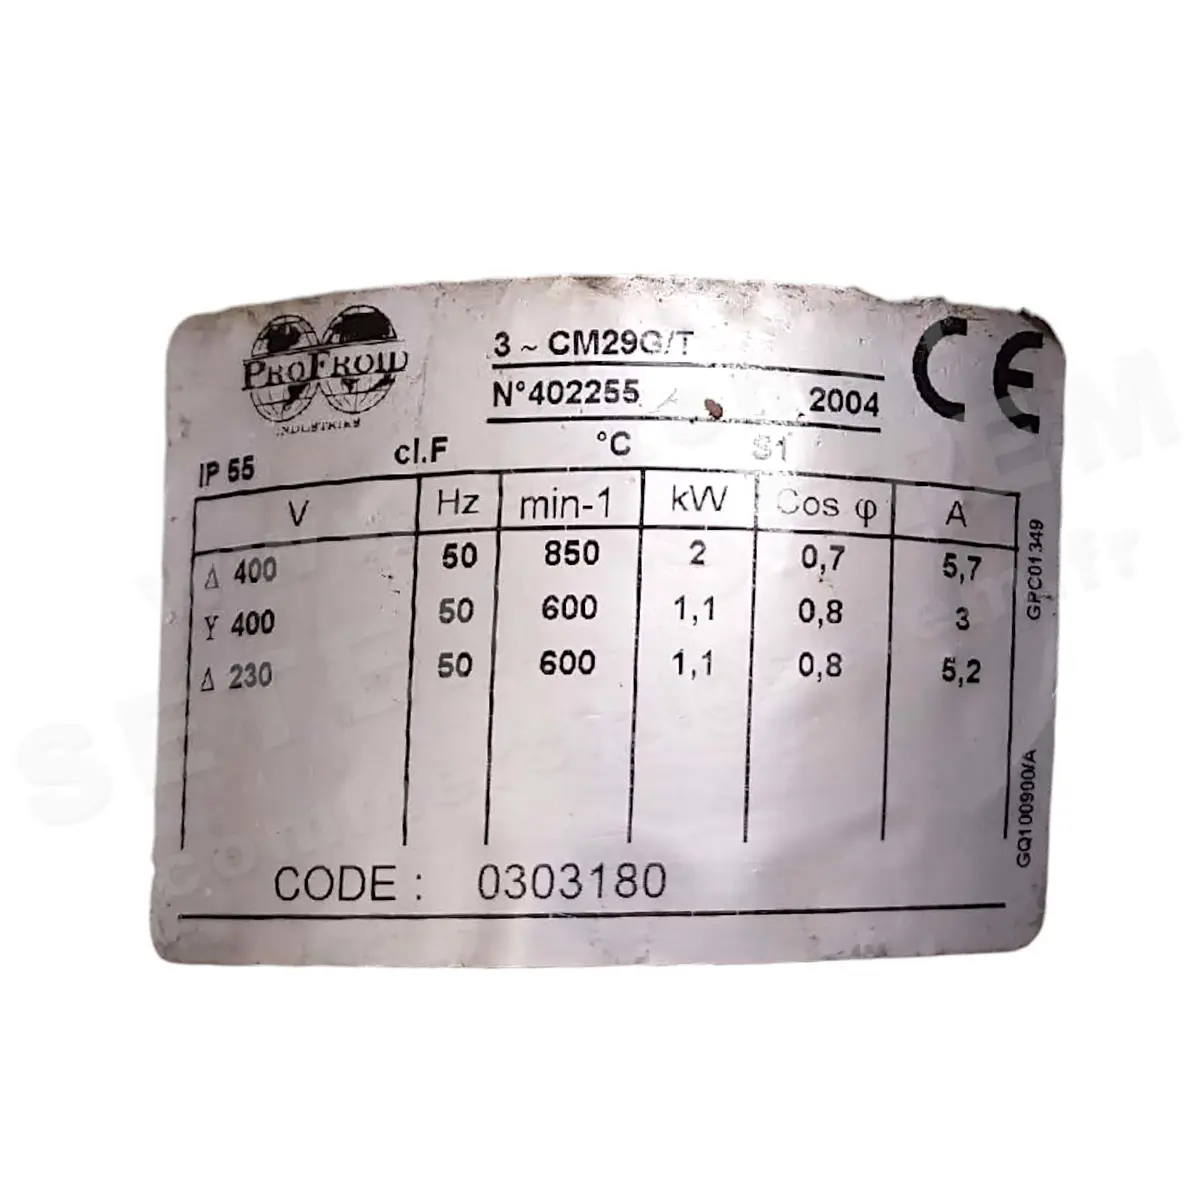 PROFROID
INDUSTRIES
3 ~ CM29G/T
N°402255 2004
CE
IP 55 cl.F °C S1
V Hz min-1 kW Cos φ A
Δ 400 50 850 2 0,7 5,7
Y 400 50 600 1,1 0,8 3
Δ 230 50 600 1,1 0,8 5,2
GPC01349
GQ100900/A
CODE : 0303180